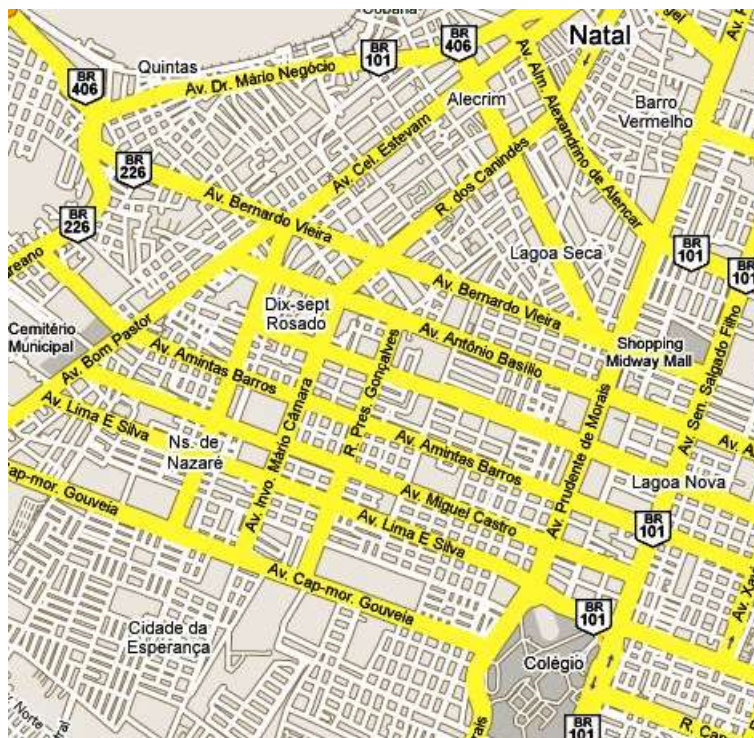 BR
406
BR
101
Natal
Quintas
BR
406
Av. Dr. Mário Negócio
Av. Alm. Alexandrino de Alencar
Alecrim
Barro
Vermelho
BR
226
Av. Cel. Estevam
R. dos Canindés
Av. Bernardo Vieira
BR
226
Lagoa Seca
BR
101
BR
101
Dix-sept
Rosado
Av. Bernardo Vieira
Cemitério
Municipal
Av. Bom Pastor
Av. Antônio Basílio
Shopping
Midway Mall
Av. Sen. Salgado Filho
Av. Amintas Barros
R. Pres. Gonçalves
Av. Prudente de Morais
Av. Lima E Silva
Av. Invo. Mário Câmara
Ns. de
Nazaré
Av. Amintas Barros
Lagoa Nova
Cap-mor. Gouveia
Av. Miguel Castro
Av. Lima E Silva
BR
101
Av. Cap-mor. Gouveia
BR
101
Cidade da
Esperança
Colégio
BR
101